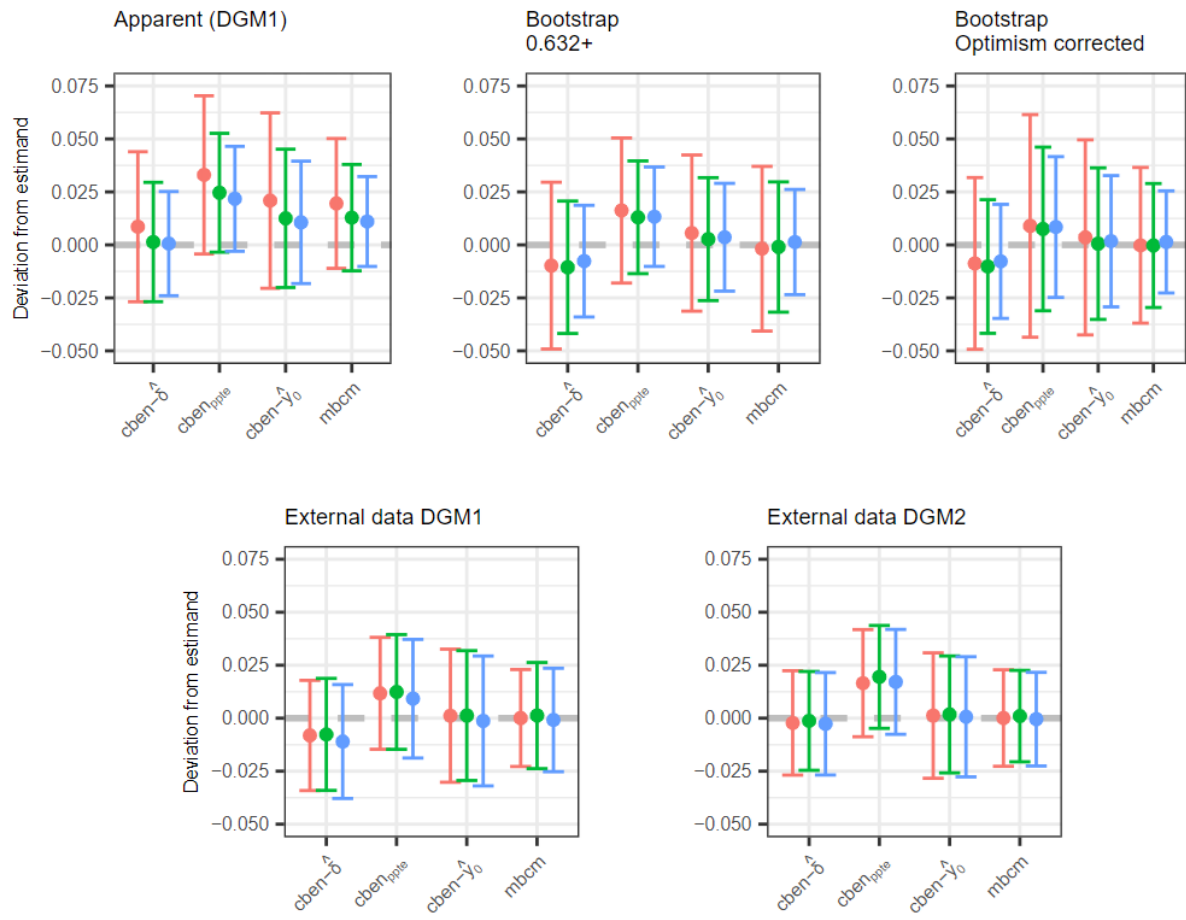 Apparent (DGM1)
Bootstrap
0.632+
Bootstrap
Optimism corrected
Deviation from estimand
0.075
0.050
0.025
0.000
−0.025
−0.050
cben−δ̂
cbenₚₚₜₑ
cben−ŷ₀
mbcm
0.075
0.050
0.025
0.000
−0.025
−0.050
cben−δ̂
cbenₚₚₜₑ
cben−ŷ₀
mbcm
0.075
0.050
0.025
0.000
−0.025
−0.050
cben−δ̂
cbenₚₚₜₑ
cben−ŷ₀
mbcm
External data DGM1
External data DGM2
Deviation from estimand
0.075
0.050
0.025
0.000
−0.025
−0.050
cben−δ̂
cbenₚₚₜₑ
cben−ŷ₀
mbcm
0.075
0.050
0.025
0.000
−0.025
−0.050
cben−δ̂
cbenₚₚₜₑ
cben−ŷ₀
mbcm